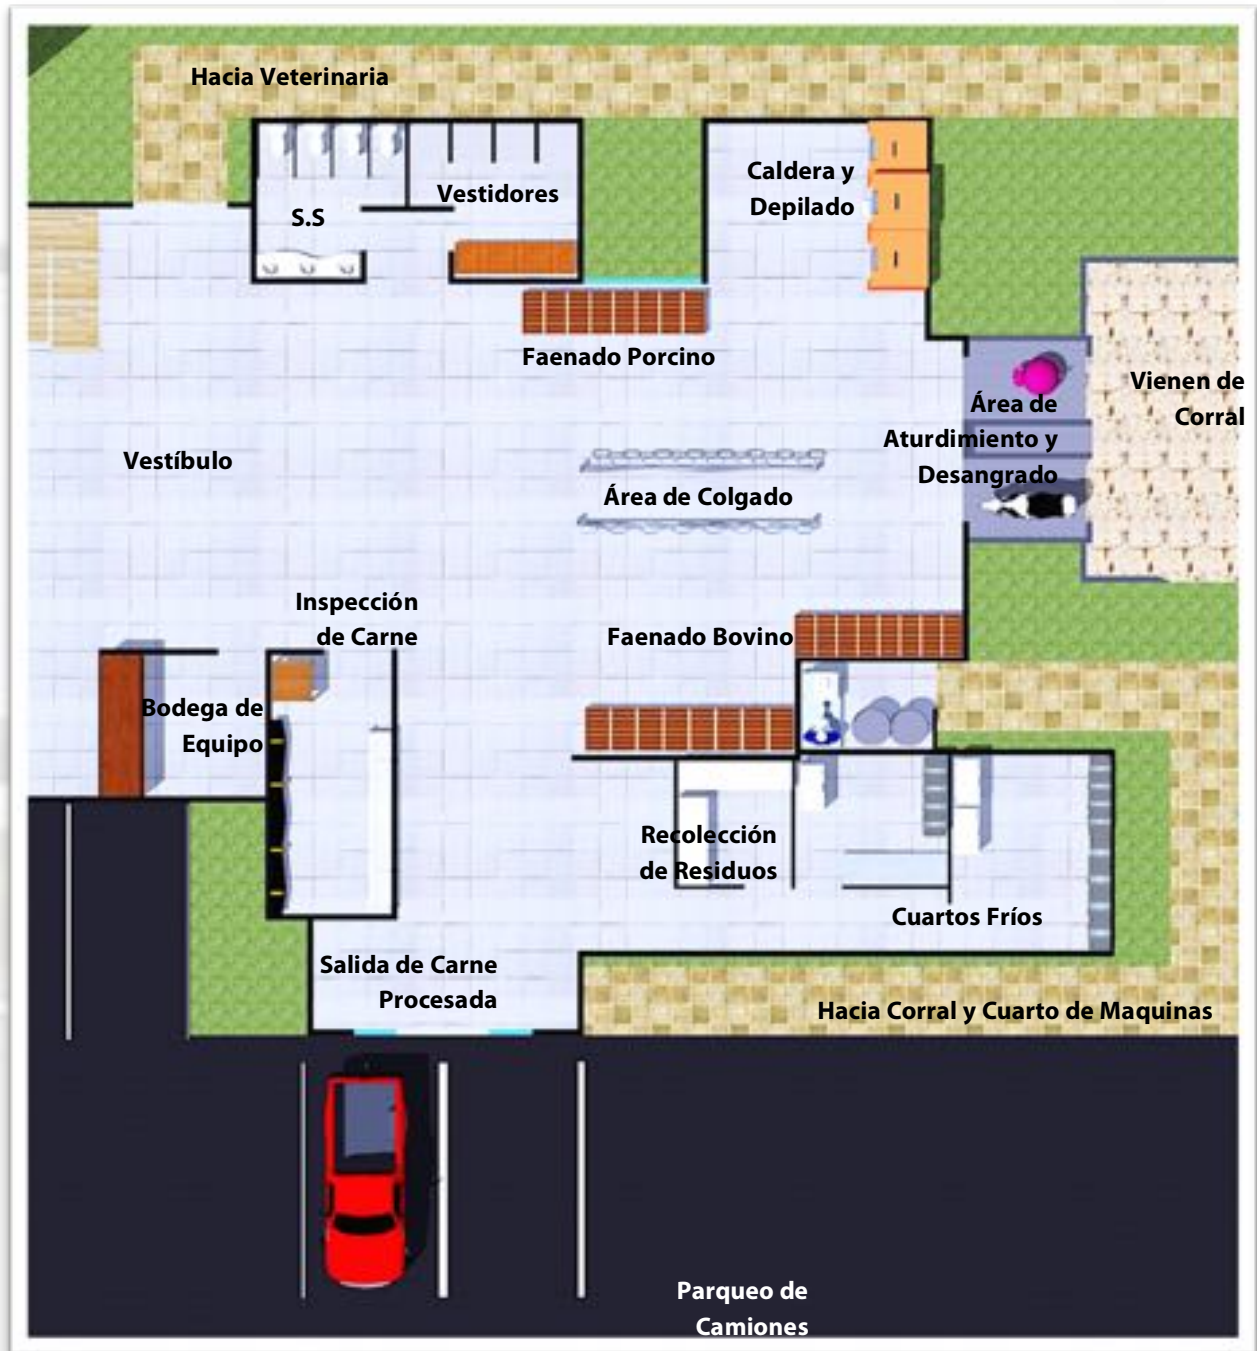 Hacia Veterinaria
Caldera y
Depilado
Vestidores
S.S
Faenado Porcino
Vienen de
Corral
Área de
Aturdimiento y
Desangrado
Vestíbulo
Área de Colgado
Inspección
de Carne
Faenado Bovino
Bodega de
Equipo
Recolección
de Residuos
Cuartos Fríos
Salida de Carne
Procesada
Hacia Corral y Cuarto de Maquinas
Parqueo de
Camiones